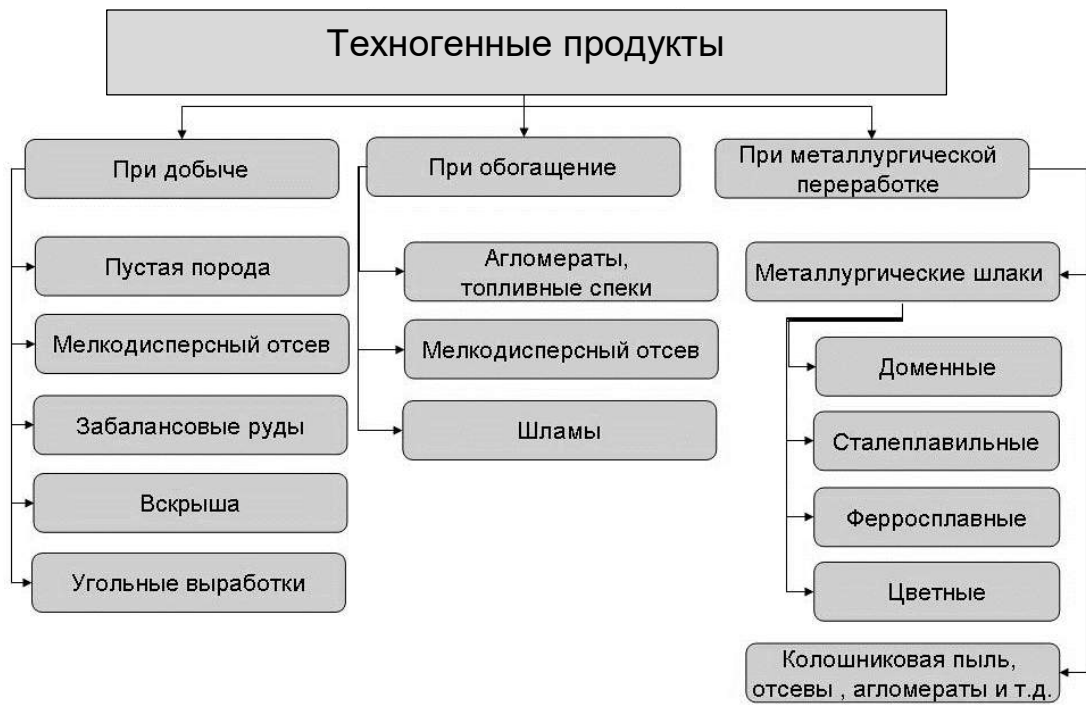 Техногенные продукты
При добыче
Пустая порода
Мелкодисперсный отсев
Забалансовые руды
Вскрыша
Угольные выработки
При обогащение
Агломераты,
топливные спеки
Мелкодисперсный отсев
Шламы
При металлургической
переработке
Металлургические шлаки
Доменные
Сталеплавильные
Ферросплавные
Цветные
Колошниковая пыль,
отсевы , агломераты и т.д.